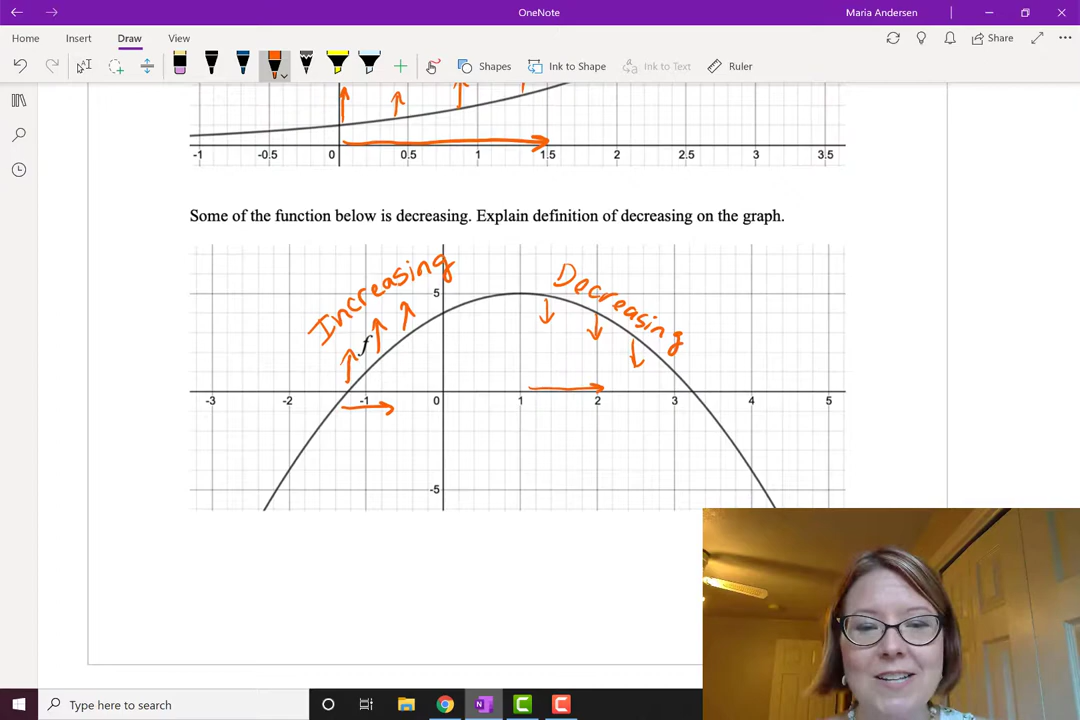 OneNote
Maria Andersen
Home Insert Draw View
Share
Shapes
Ink to Shape
Ink to Text
Ruler
-1 -0.5 0 0.5 1 1.5 2 2.5 3 3.5
Some of the function below is decreasing. Explain definition of decreasing on the graph.
Increasing
Decreasing
5
f
-3 -2 -1 0 1 2 3 4 5
-5
Type here to search